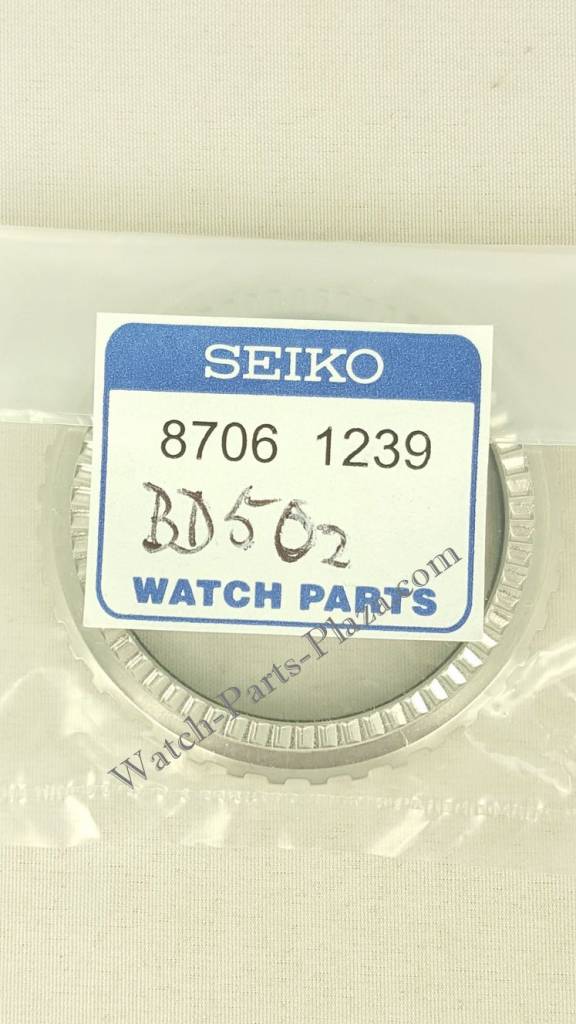 SEIKO
8706 1239
BD502
WATCH PARTS
Watch-Parts-Plaza.com